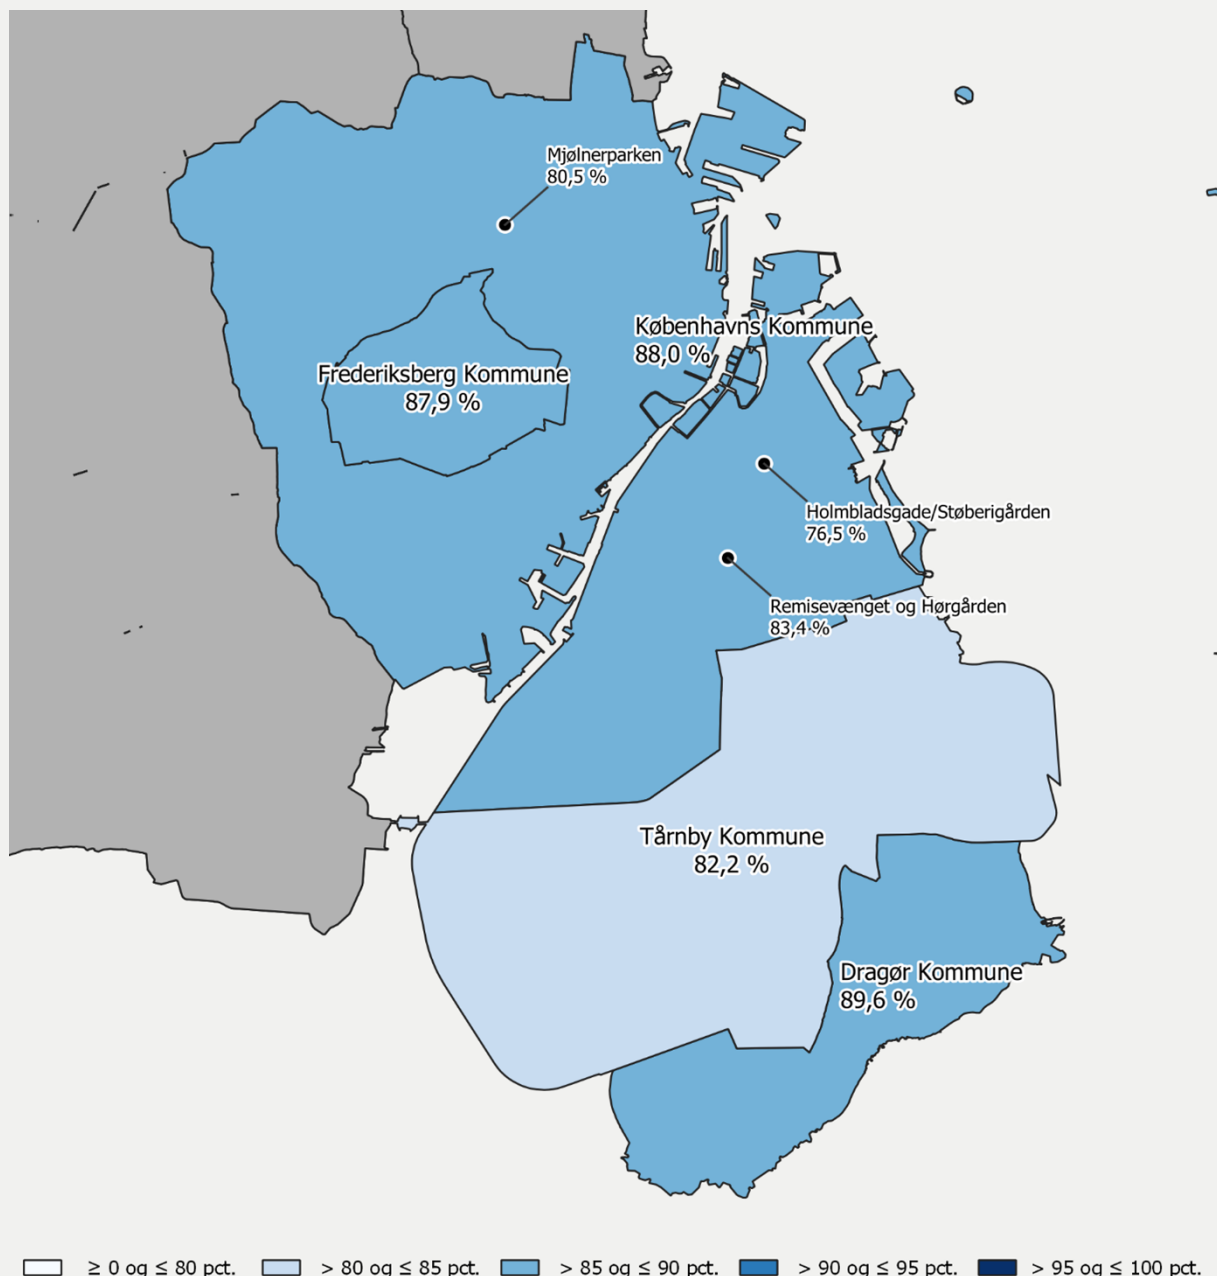 Mjølnerparken
80,5 %
Københavns Kommune
88,0 %
Frederiksberg Kommune
87,9 %
Holmbladsgade/Støberigården
76,5 %
Remisevænget og Hørgården
83,4 %
Tårnby Kommune
82,2 %
Dragør Kommune
89,6 %
≥ 0 og ≤ 80 pct. > 80 og ≤ 85 pct. > 85 og ≤ 90 pct. > 90 og ≤ 95 pct. > 95 og ≤ 100 pct.